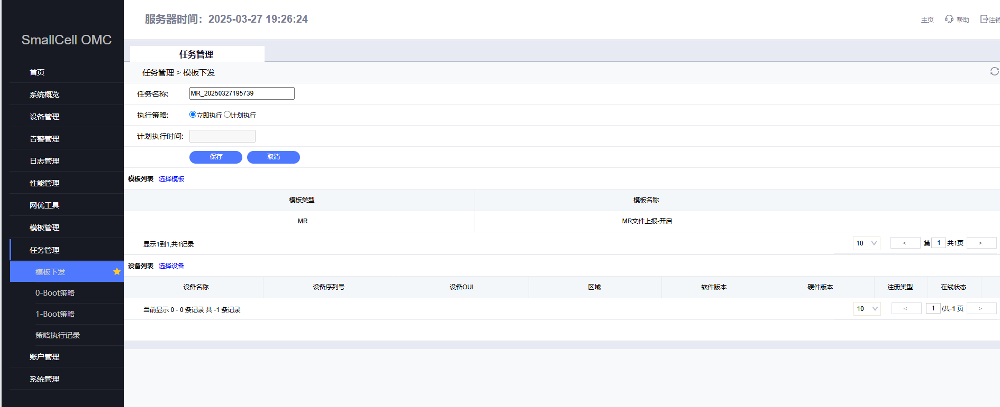 服务器时间：2025-03-27 19:26:24
主页 帮助 注销
SmallCell OMC
首页
系统概览
设备管理
告警管理
日志管理
性能管理
网优工具
模板管理
任务管理
模板下发
0-Boot策略
1-Boot策略
策略执行记录
账户管理
系统管理
任务管理
任务管理 > 模板下发
任务名称: MR_20250327195739
执行策略: 立即执行 计划执行
计划执行时间:
保存 取消
模板列表 选择模板
模板类型 模板名称
MR MR文件上报-开启
显示1到1,共1记录 10 < 第 1 共1页 >
设备列表 选择设备
设备名称 设备序列号 设备OUI 区域 软件版本 硬件版本 注册类型 在线状态
当前显示 0 - 0 条记录 共 -1 条记录 10 < 1 /共-1 页 >